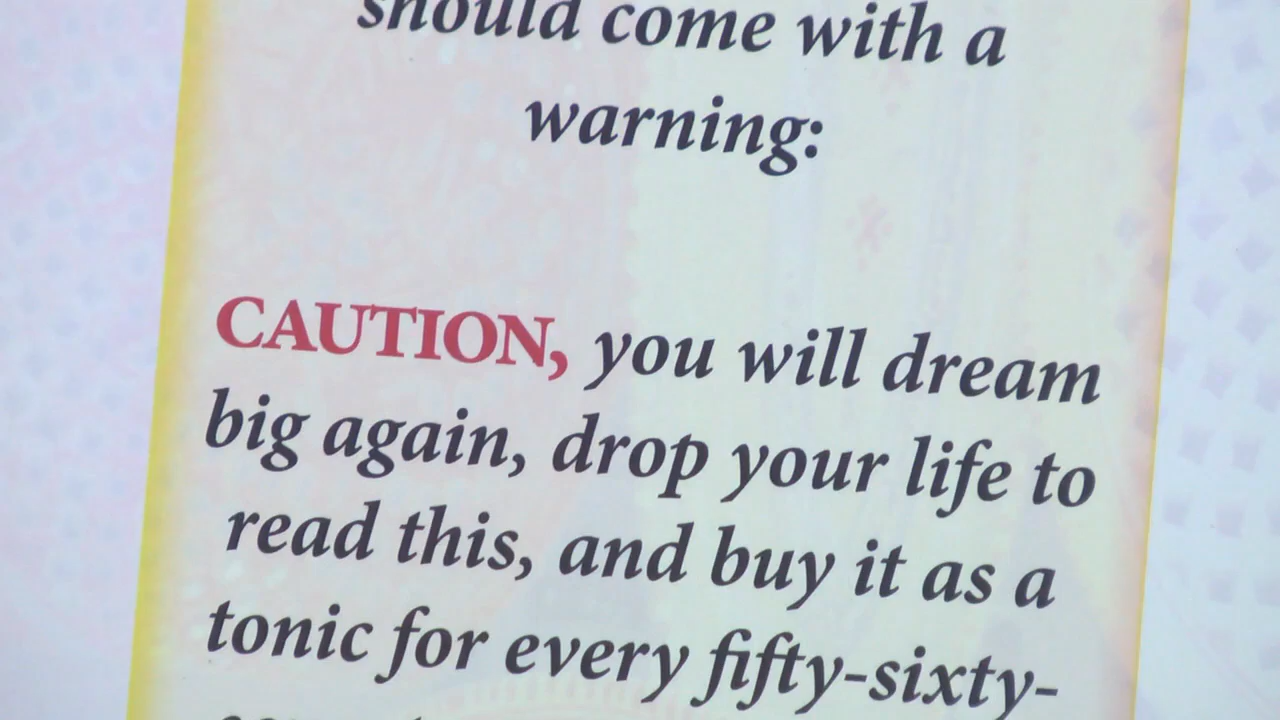 should come with a
warning:
CAUTION, you will dream
big again, drop your life to
read this, and buy it as a
tonic for every fifty-sixty-